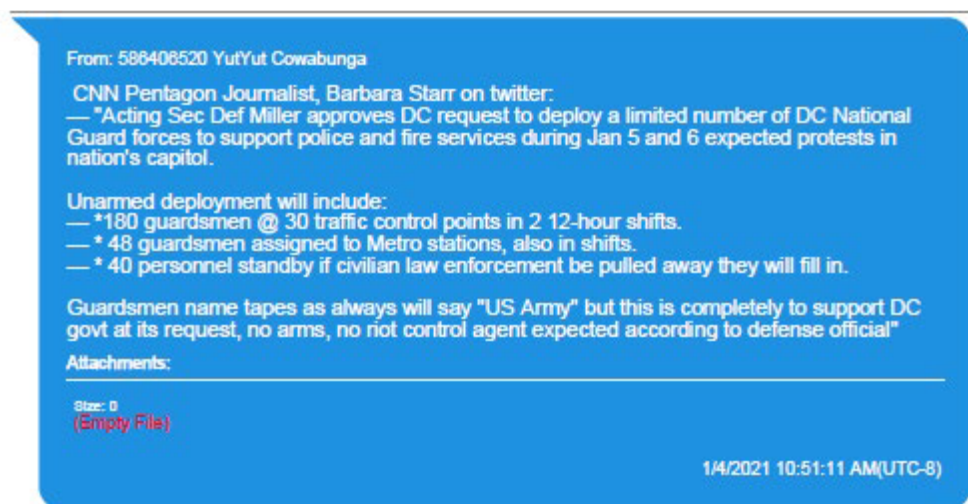 From: 586406520 YutYut Cowabunga
CNN Pentagon Journalist, Barbara Starr on twitter:
— "Acting Sec Def Miller approves DC request to deploy a limited number of DC National
Guard forces to support police and fire services during Jan 5 and 6 expected protests in
nation's capitol.
Unarmed deployment will include:
— *180 guardsmen @ 30 traffic control points in 2 12-hour shifts.
— * 48 guardsmen assigned to Metro stations, also in shifts.
— * 40 personnel standby if civilian law enforcement be pulled away they will fill in.
Guardsmen name tapes as always will say "US Army" but this is completely to support DC
govt at its request, no arms, no riot control agent expected according to defense official"
Attachments:
Size: 0
(Empty File)
1/4/2021 10:51:11 AM(UTC-8)